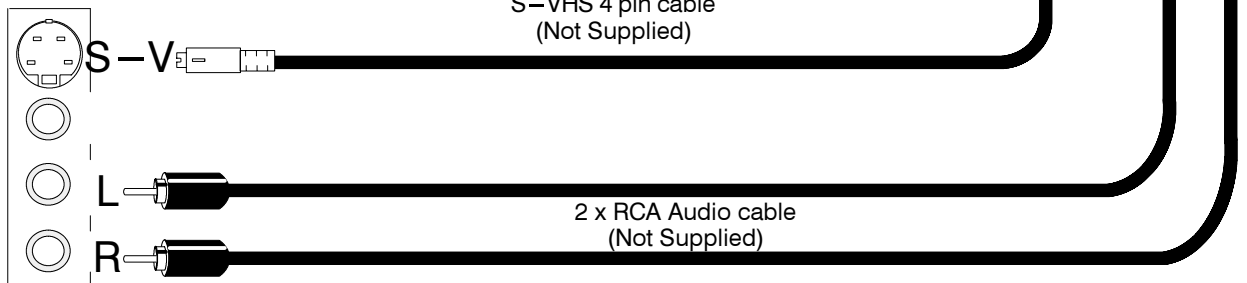 S-VHS 4 pin cable
(Not Supplied)
S-V
L
2 x RCA Audio cable
(Not Supplied)
R